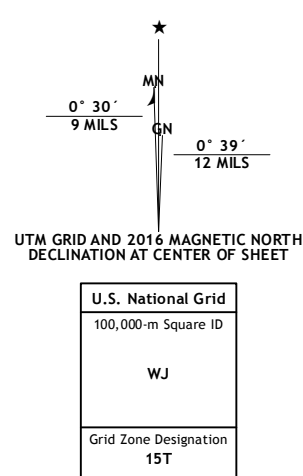 ★
MN
0° 30´
9 MILS
GN
0° 39´
12 MILS
UTM GRID AND 2016 MAGNETIC NORTH
DECLINATION AT CENTER OF SHEET
U.S. National Grid
100,000-m Square ID
WJ
Grid Zone Designation
15T